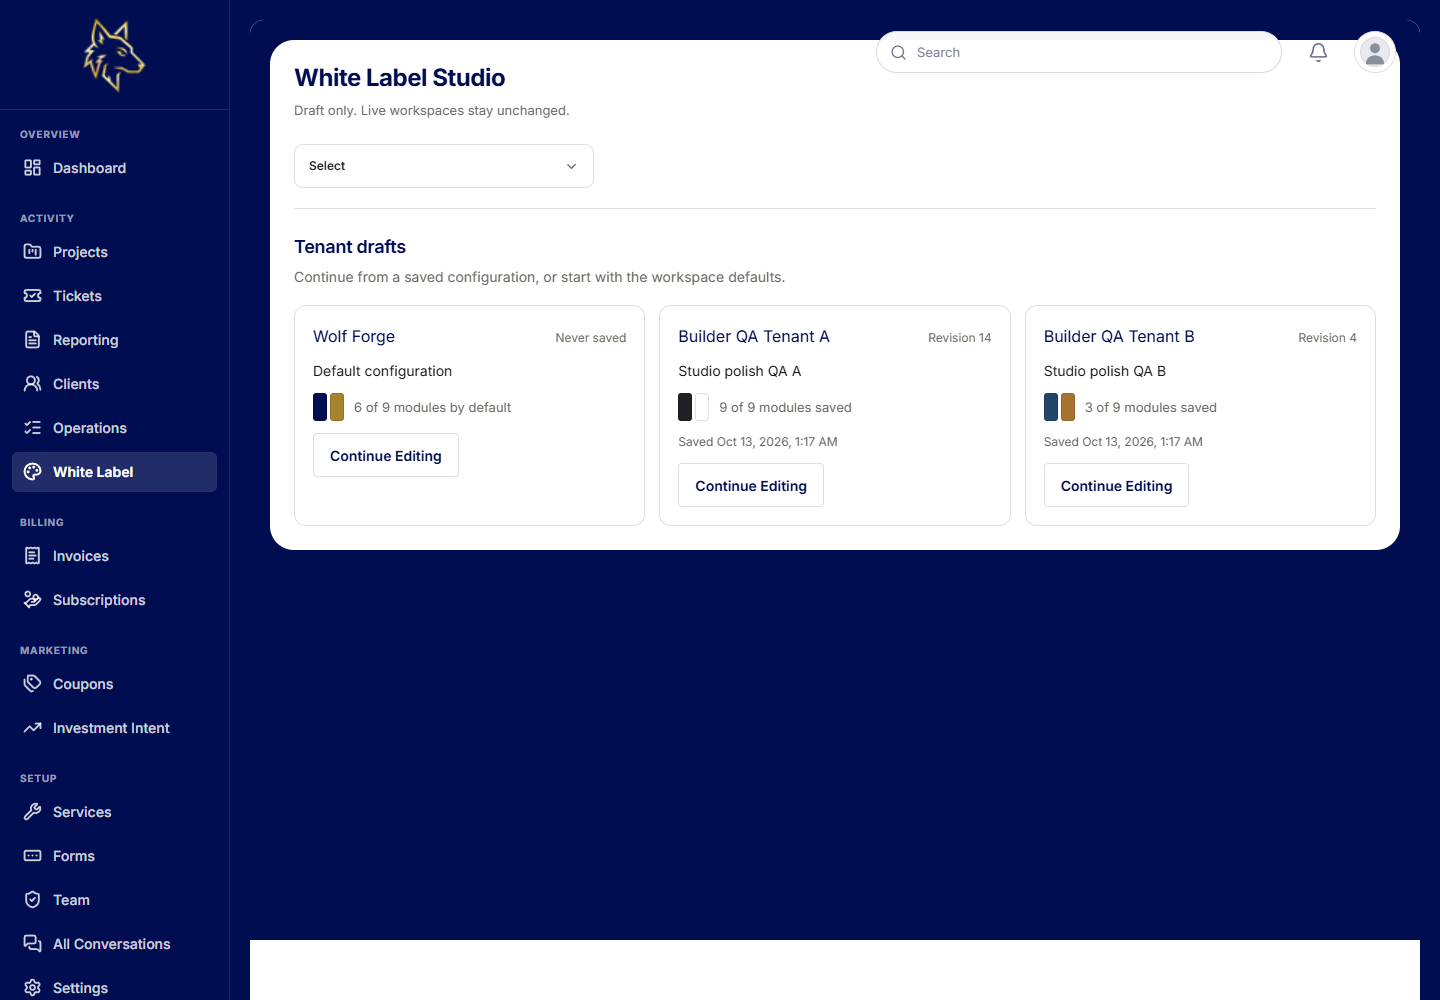 OVERVIEW
Dashboard
ACTIVITY
Projects
Tickets
Reporting
Clients
Operations
White Label
BILLING
Invoices
Subscriptions
MARKETING
Coupons
Investment Intent
SETUP
Services
Forms
Team
All Conversations
Settings
Search
White Label Studio
Draft only. Live workspaces stay unchanged.
Select
Tenant drafts
Continue from a saved configuration, or start with the workspace defaults.
Wolf Forge
Never saved
Default configuration
6 of 9 modules by default
Continue Editing
Builder QA Tenant A
Revision 14
Studio polish QA A
9 of 9 modules saved
Saved Oct 13, 2026, 1:17 AM
Continue Editing
Builder QA Tenant B
Revision 4
Studio polish QA B
3 of 9 modules saved
Saved Oct 13, 2026, 1:17 AM
Continue Editing